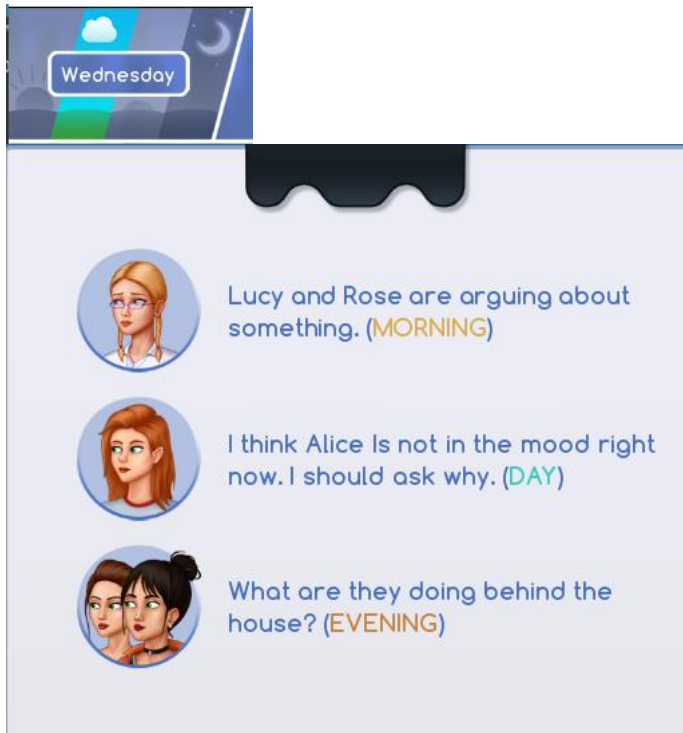 Wednesday
Lucy and Rose are arguing about
something. (MORNING)
I think Alice Is not in the mood right
now. I should ask why. (DAY)
What are they doing behind the
house? (EVENING)